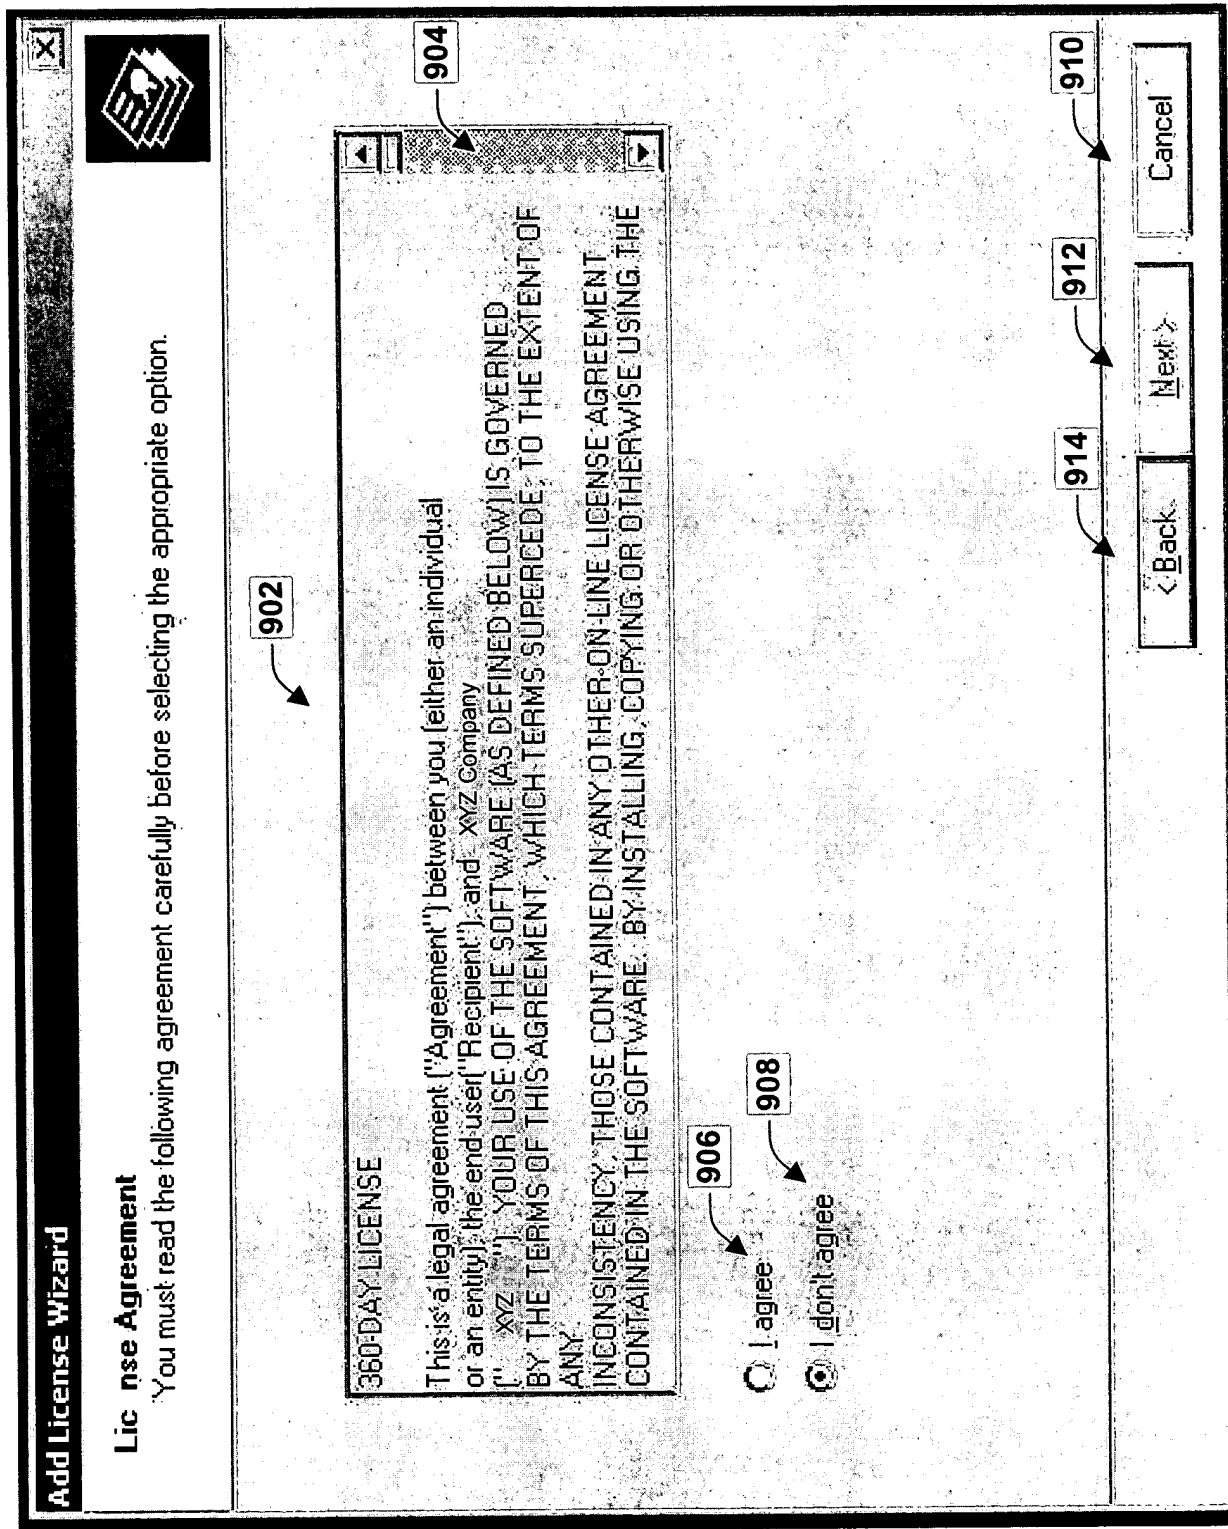 Add License Wizard
Lic nse Agreement
You must read the following agreement carefully before selecting the appropriate option.
902
904
360-DAY LICENSE
This is a legal agreement ("Agreement") between you (either an individual
or an entity), the end user("Recipient"), and XYZ Company
(" XYZ "). YOUR USE OF THE SOFTWARE (AS DEFINED BELOW) IS GOVERNED
BY THE TERMS OF THIS AGREEMENT, WHICH TERMS SUPERCEDE, TO THE EXTENT OF
ANY
INCONSISTENCY, THOSE CONTAINED IN ANY OTHER ON-LINE LICENSE AGREEMENT
CONTAINED IN THE SOFTWARE. BY INSTALLING, COPYING OR OTHERWISE USING THE
906
I agree
908
I don't agree
914
912
910
< Back
Next >
Cancel